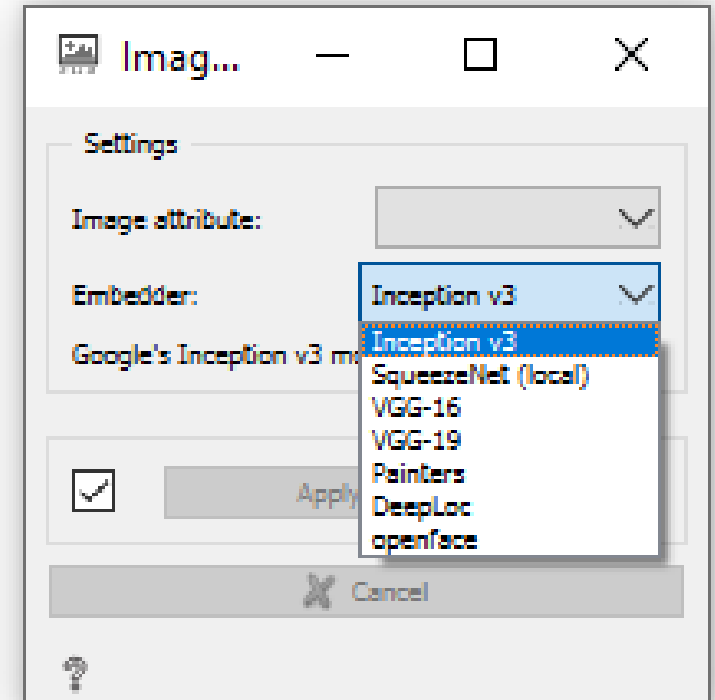 Imag...
Settings
Image attribute:
Embedder:
Inception v3
Google's Inception v3 m
Inception v3
SqueezeNet (local)
VGG-16
VGG-19
Painters
DeepLoc
openface
Apply
Cancel
?